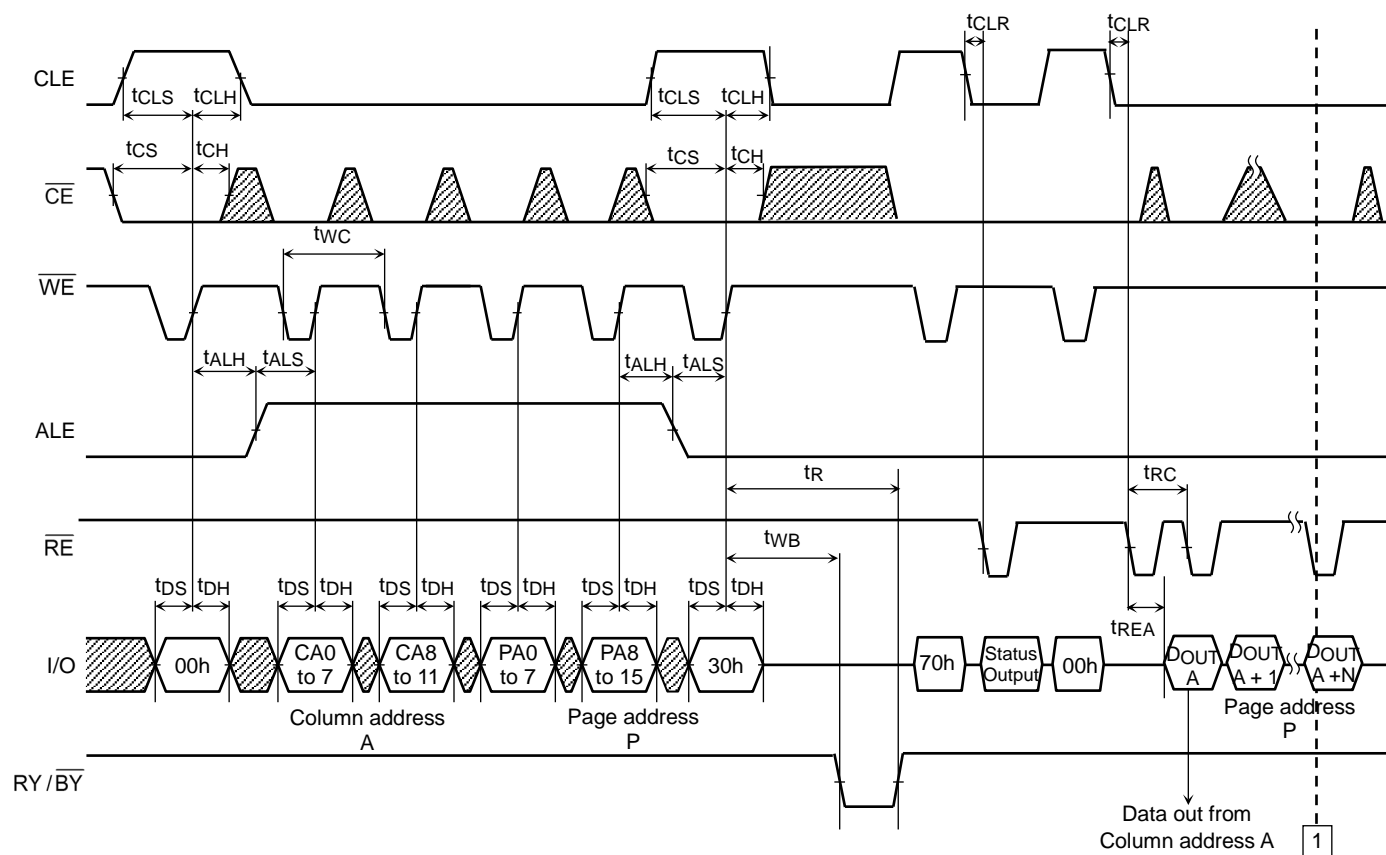 tCLR tCLR
CLE
tCLS tCLH tCLS tCLH
tCS tCH tCS tCH
CE
tWC
WE
tALH tALS tALH tALS
ALE
tR tRC
RE
tWB
tDS tDH tDS tDH tDS tDH tDS tDH tDS tDH tDS tDH
tREA
I/O
00h
CA0
to 7
CA8
to 11
PA0
to 7
PA8
to 15
30h
70h
Status
Output
00h
DOUT
A
DOUT
A + 1
DOUT
A +N
Column address
A
Page address
P
Page address
P
RY / BY
Data out from
Column address A
1